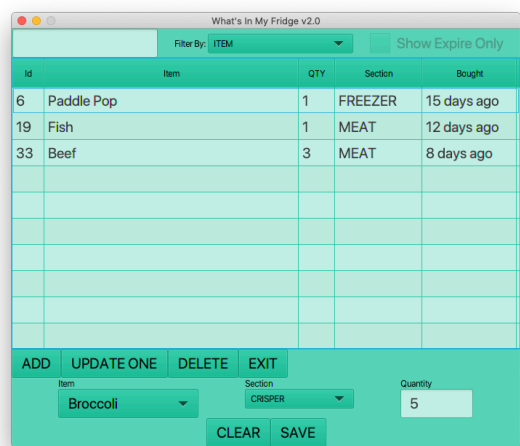 What's In My Fridge v2.0
Filter By: ITEM Show Expire Only
Id Item QTY Section Bought
6 Paddle Pop 1 FREEZER 15 days ago
19 Fish 1 MEAT 12 days ago
33 Beef 3 MEAT 8 days ago
ADD UPDATE ONE DELETE EXIT
Item Section Quantity
Broccoli CRISPER 5
CLEAR SAVE